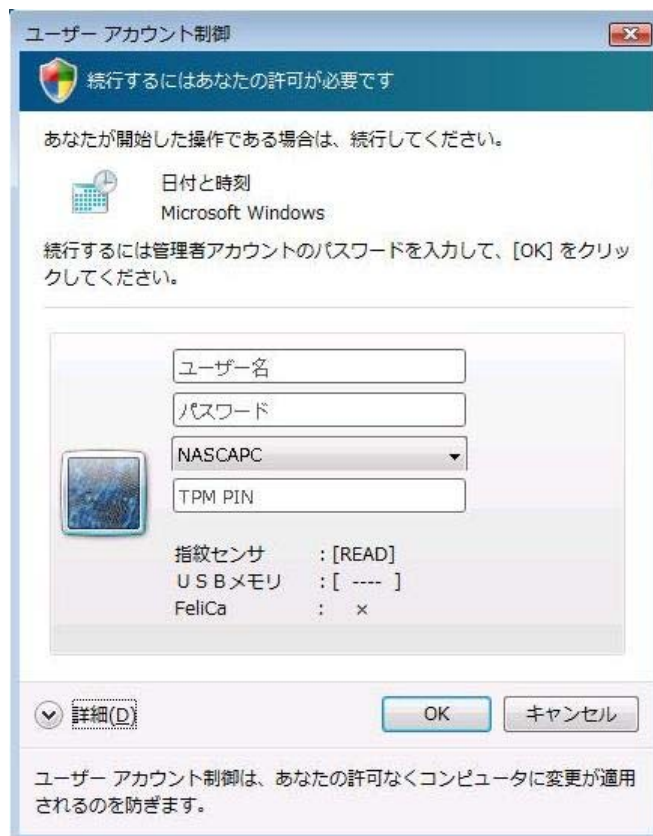 ユーザー アカウント制御
続行するにはあなたの許可が必要です
あなたが開始した操作である場合は、続行してください。
日付と時刻
Microsoft Windows
続行するには管理者アカウントのパスワードを入力して、[OK] をクリッ
クしてください。
ユーザー名
パスワード
NASCAPC
TPM PIN
指紋センサ : [READ]
ＵＳＢメモリ : [ ---- ]
FeliCa : ×
詳細(D)
OK
キャンセル
ユーザー アカウント制御は、あなたの許可なくコンピュータに変更が適用
されるのを防ぎます。